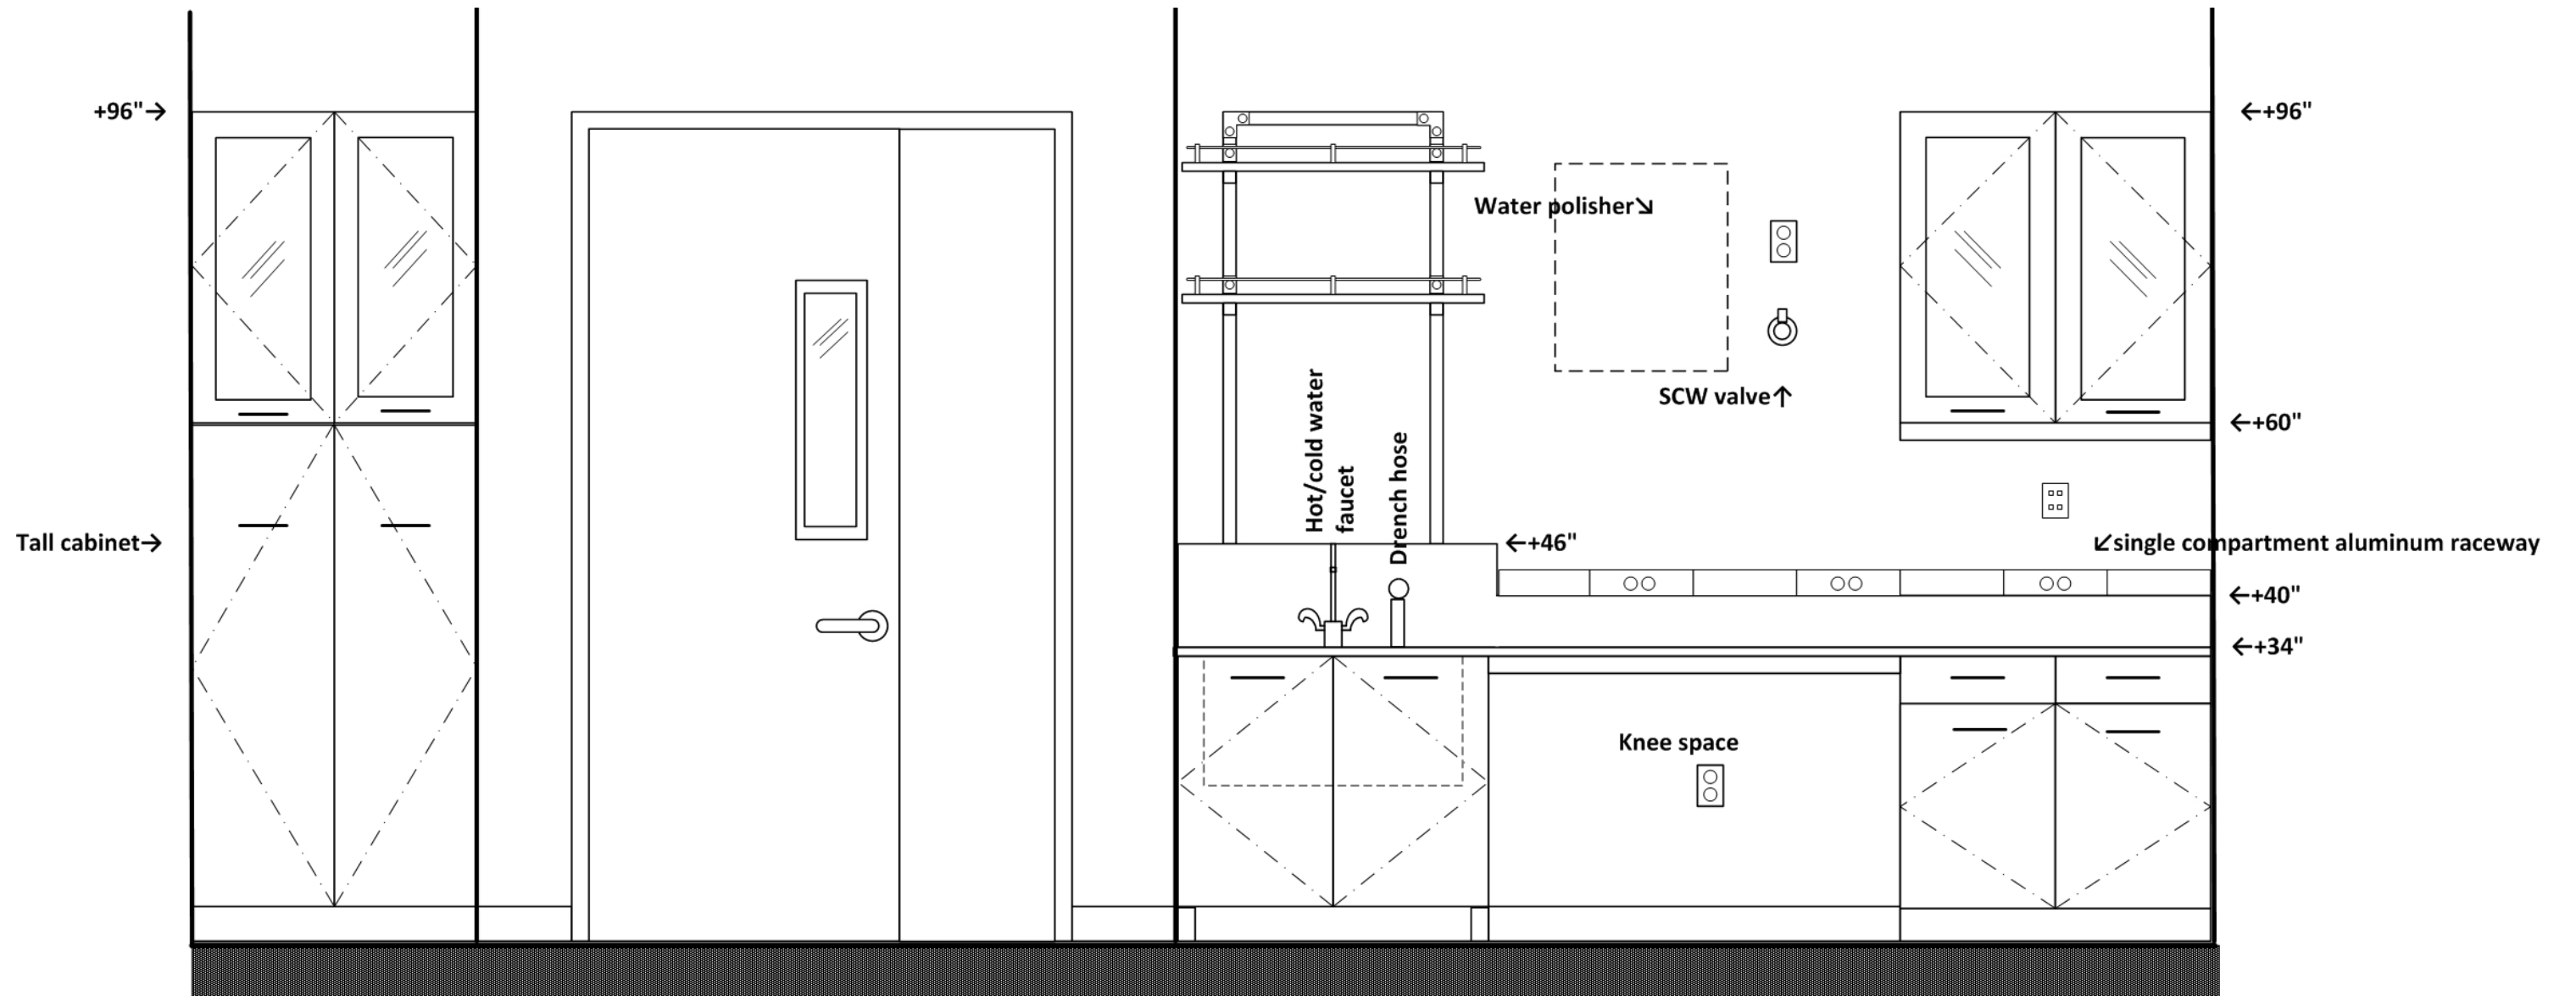 +96"→
←+96"
Water polisher↘
Hot/cold water
faucet
Drench hose
SCW valve↑
←+60"
Tall cabinet→
←+46"
↙single compartment aluminum raceway
←+40"
←+34"
Knee space